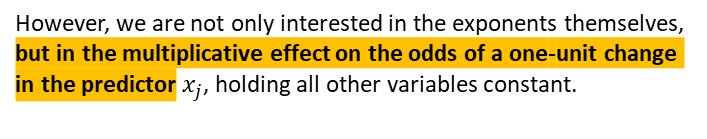 However, we are not only interested in the exponents themselves,
but in the multiplicative effect on the odds of a one-unit change
in the predictor xⱼ, holding all other variables constant.